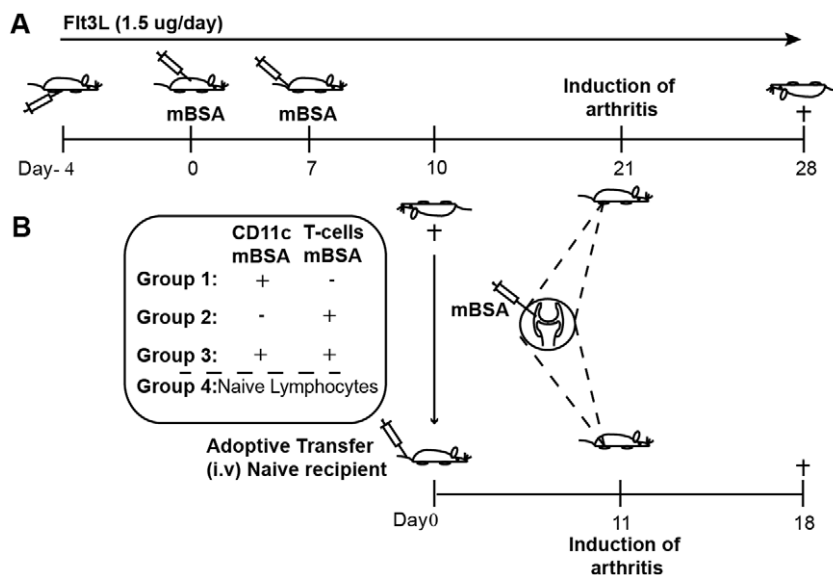 A
Flt3L (1.5 ug/day)
mBSA
mBSA
Induction of
arthritis
†
Day- 4
0
7
10
21
28
B
CD11c T-cells
mBSA mBSA
Group 1: + -
Group 2: - +
Group 3: + +
Group 4: Naive Lymphocytes
†
mBSA
Adoptive Transfer
(i.v) Naive recipient
†
Day0
11
18
Induction of
arthritis